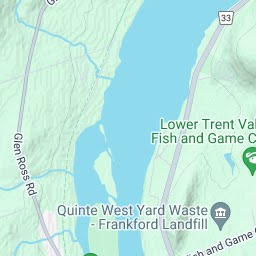 33
Lower Trent Val
Fish and Game C
Glen Ross Rd
Gl
Quinte West Yard Waste
- Frankford Landfill
Fish and Game C